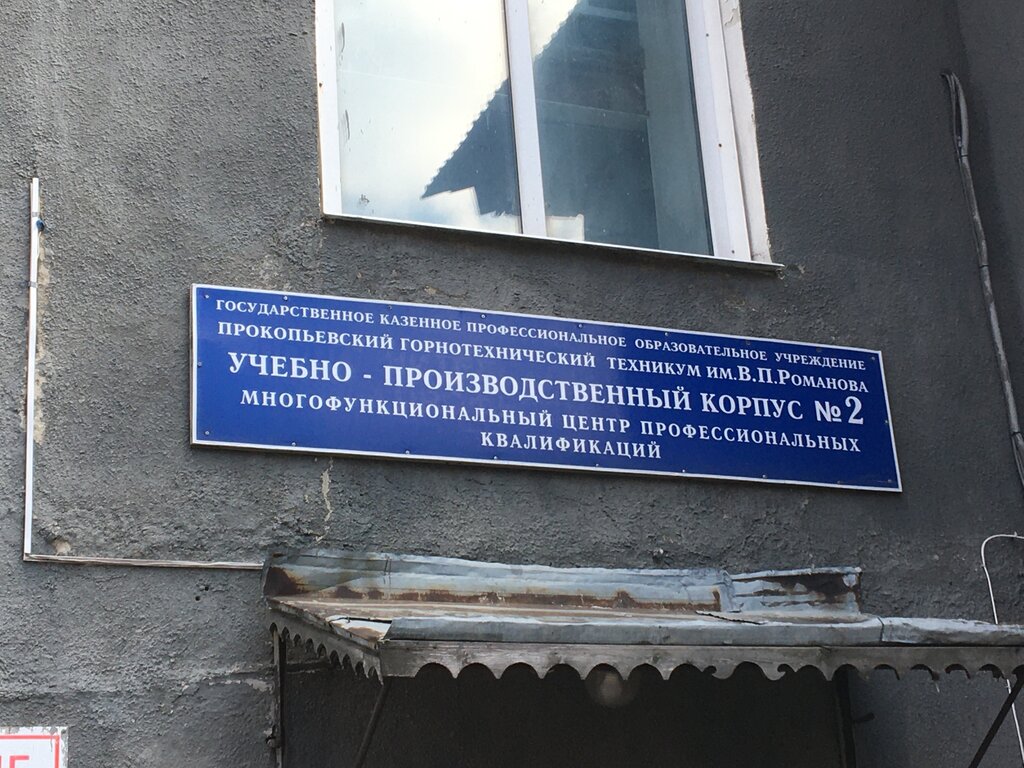 ГОСУДАРСТВЕННОЕ КАЗЕННОЕ ПРОФЕССИОНАЛЬНОЕ ОБРАЗОВАТЕЛЬНОЕ УЧРЕЖДЕНИЕ
ПРОКОПЬЕВСКИЙ ГОРНОТЕХНИЧЕСКИЙ ТЕХНИКУМ ИМ.В.П.РОМАНОВА
УЧЕБНО - ПРОИЗВОДСТВЕННЫЙ КОРПУС №2
МНОГОФУНКЦИОНАЛЬНЫЙ ЦЕНТР ПРОФЕССИОНАЛЬНЫХ
КВАЛИФИКАЦИЙ